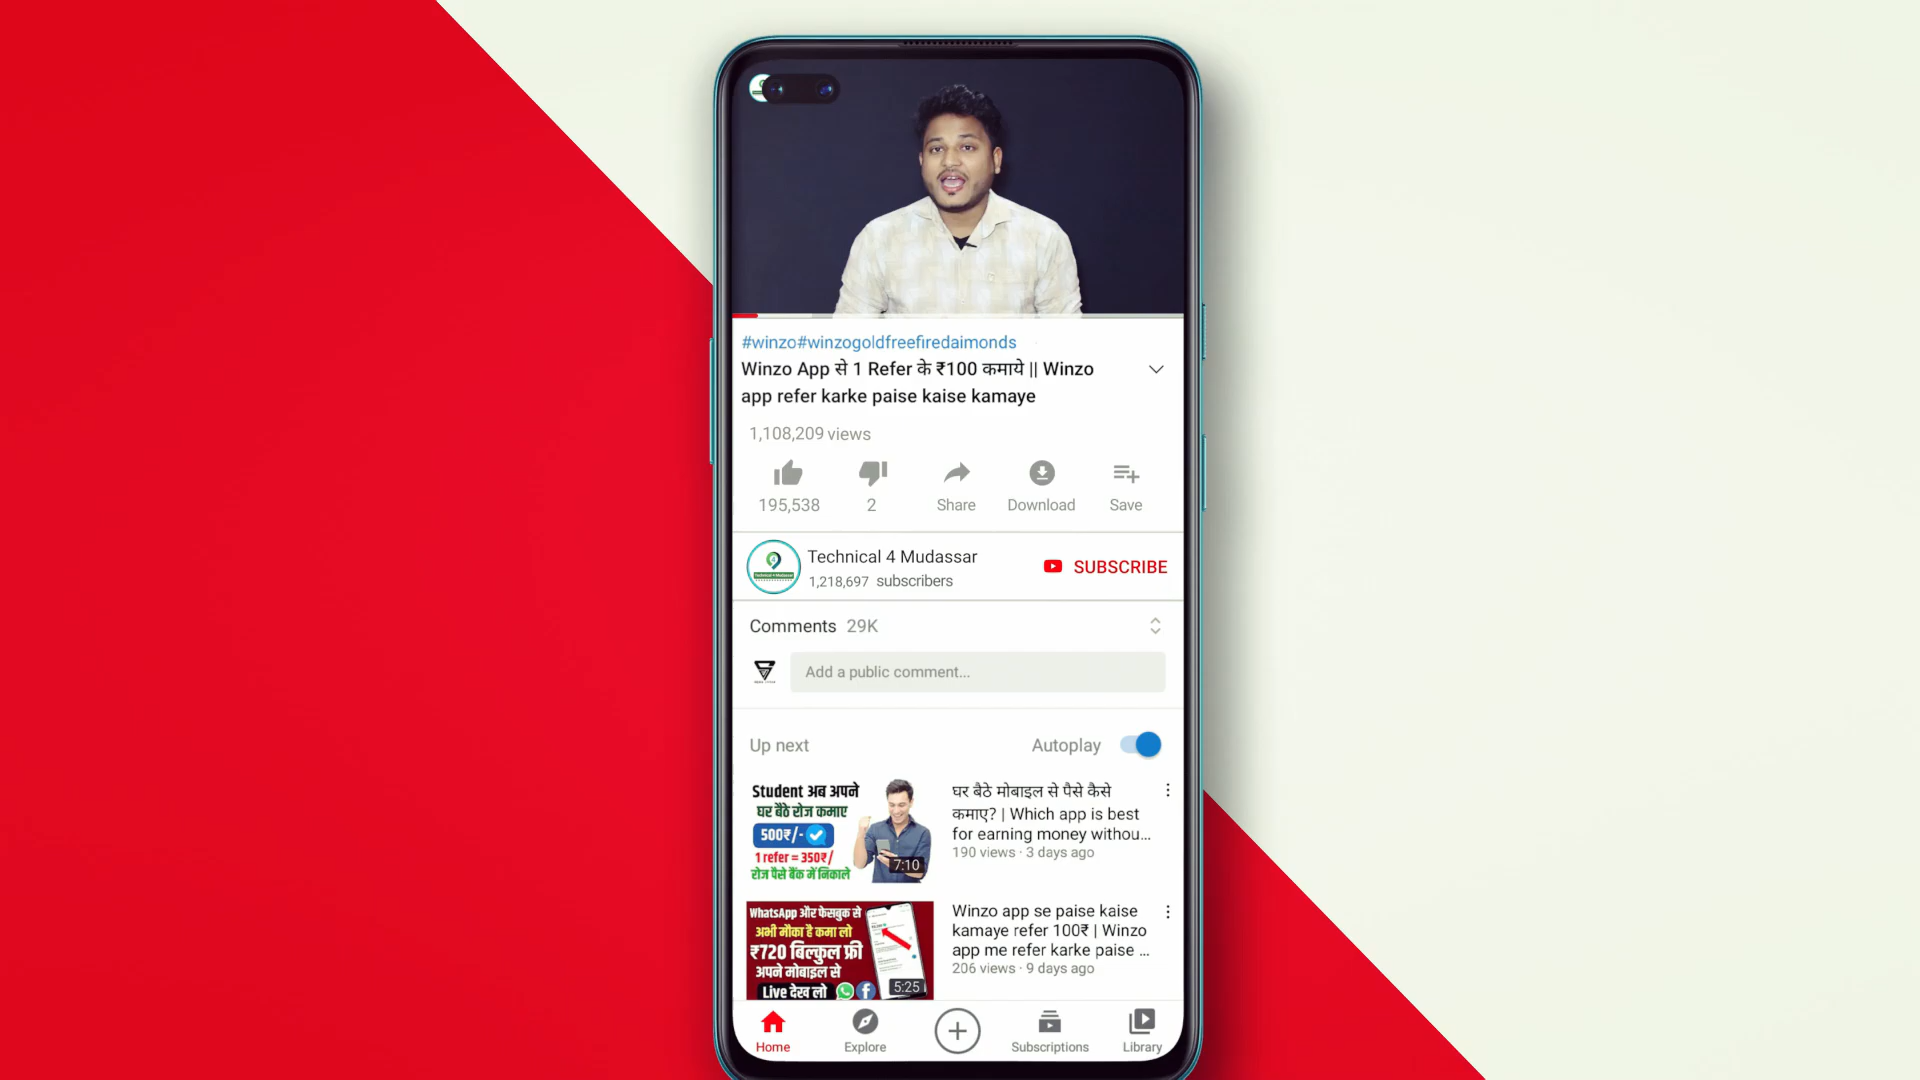 #winzo#winzogoldfreefiredaimonds
Winzo App से 1 Refer के ₹100 कमाये || Winzo
app refer karke paise kaise kamaye
1,108,209 views
195,538
2
Share
Download
Save
Technical 4 Mudassar
1,218,697 subscribers
SUBSCRIBE
Comments 29K
Add a public comment...
Up next
Autoplay
Student अब अपने
घर बैठे रोज कमाए
500₹/-
1 refer = 350₹/
रोज पैसे बैंक में निकाले
7:10
घर बैठे मोबाइल से पैसे कैसे
कमाए? | Which app is best
for earning money withou...
190 views · 3 days ago
WhatsApp और फेसबुक से
अभी मौका है कमा लो
₹720 बिल्कुल फ्री
अपने मोबाइल से
Live देख लो
5:25
Winzo app se paise kaise
kamaye refer 100₹ | Winzo
app me refer karke paise ...
206 views · 9 days ago
Home
Explore
Subscriptions
Library